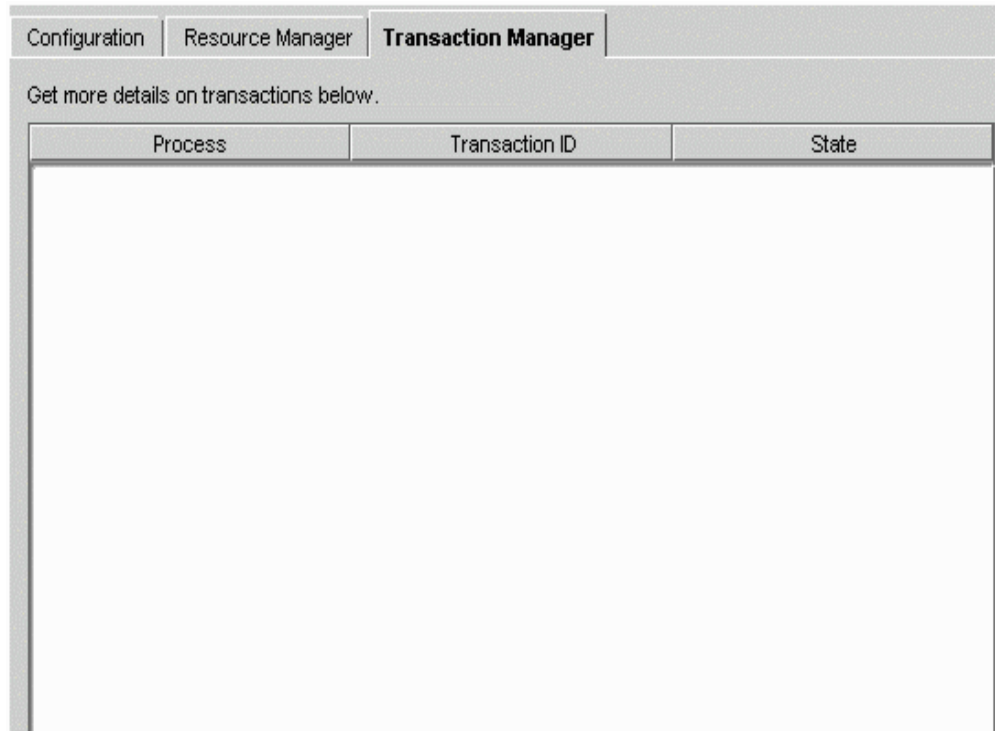 Configuration Resource Manager Transaction Manager
Get more details on transactions below.
Process Transaction ID State